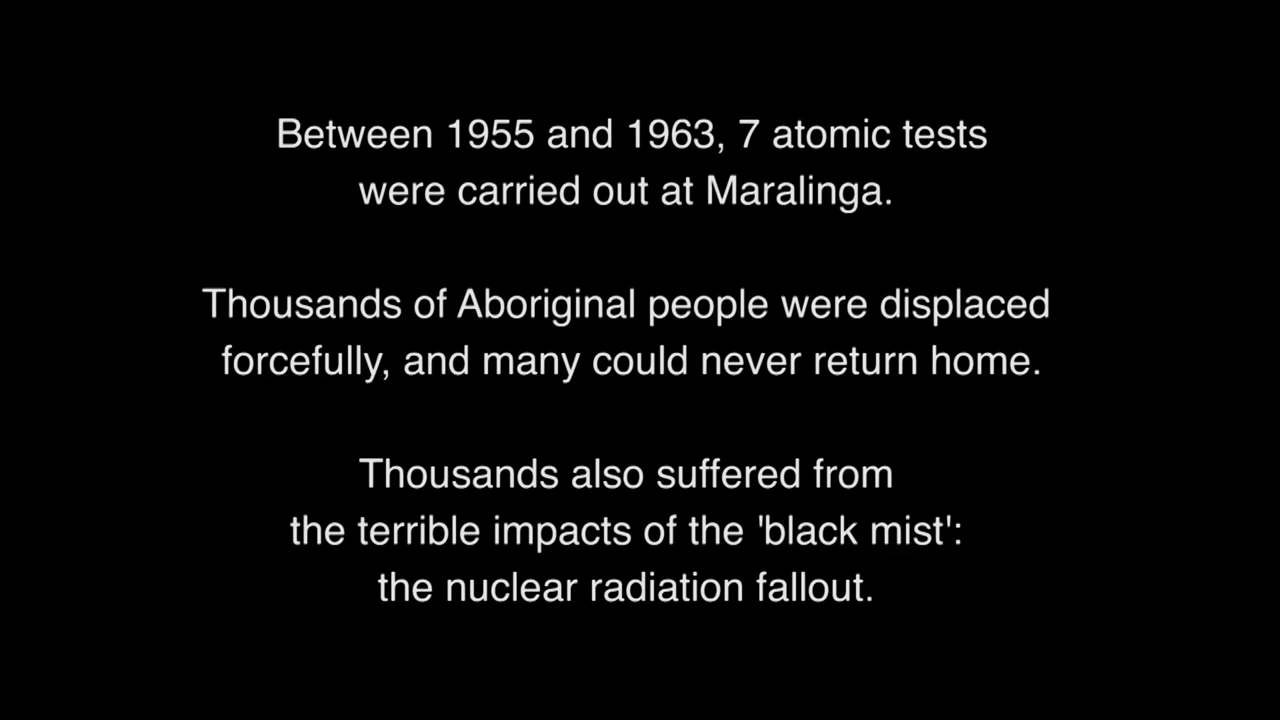 Between 1955 and 1963, 7 atomic tests
were carried out at Maralinga.
Thousands of Aboriginal people were displaced
forcefully, and many could never return home.
Thousands also suffered from
the terrible impacts of the 'black mist':
the nuclear radiation fallout.